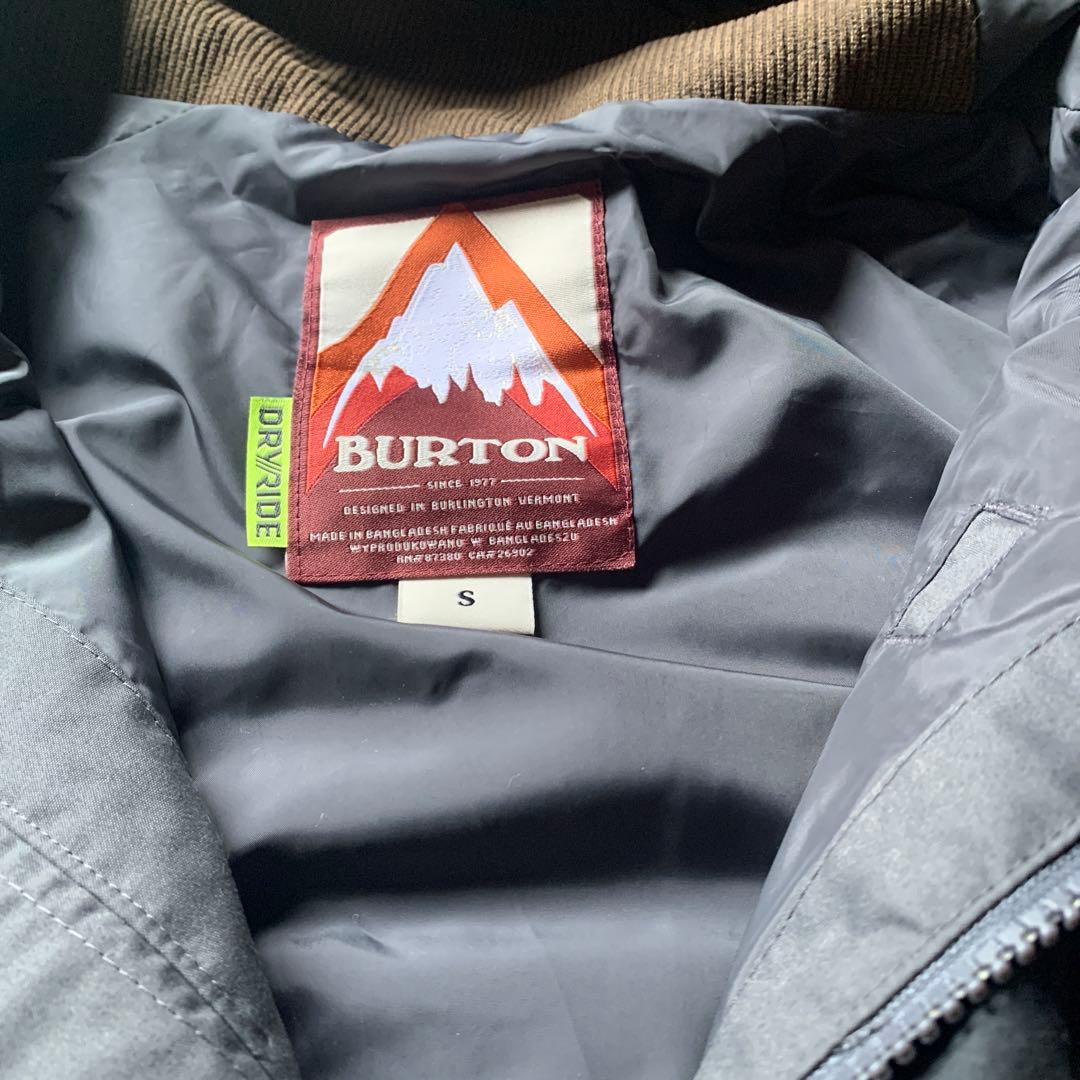 BURTON
SINCE 1977
DESIGNED IN BURLINGTON VERMONT
MADE IN BANGLADESH FABRIQUÉ AU BANGLADESH
WYPRODUKOWANO W BANGLADESZU
RN# 87380 CA# 26902
DRY//RIDE
S